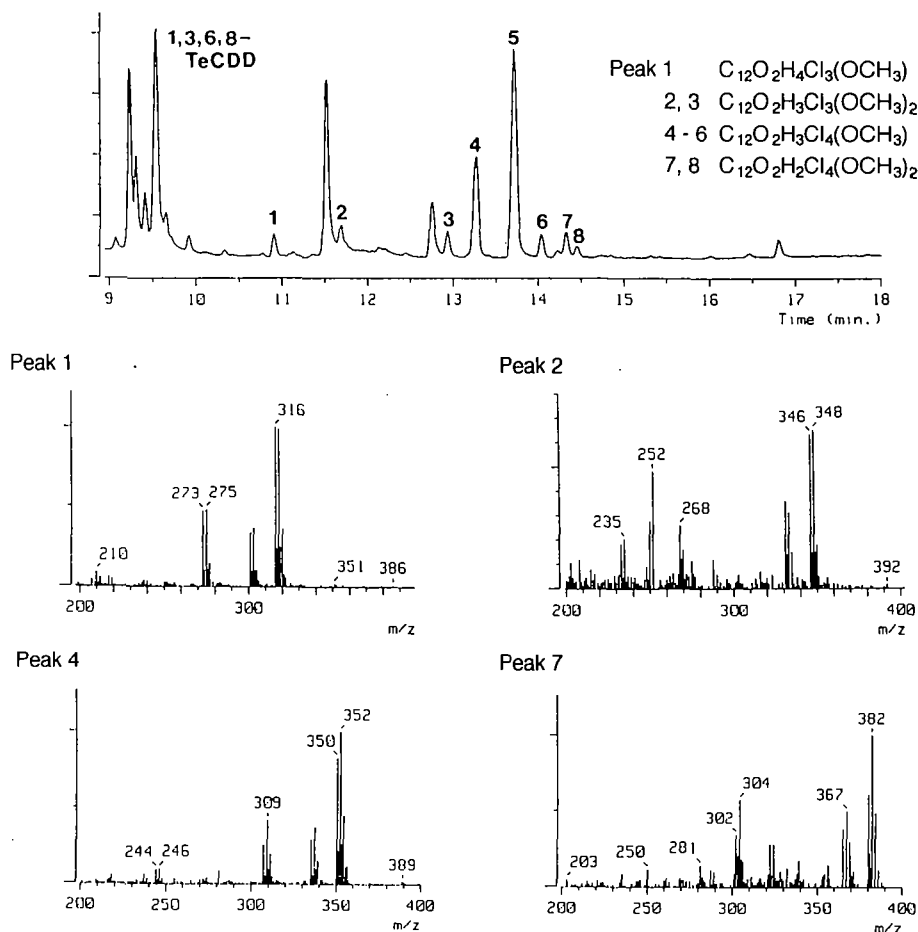 1,3,6,8-
TeCDD
1
2
3
4
5
6
7
8
Peak 1 C₁₂O₂H₄Cl₃(OCH₃)
2, 3 C₁₂O₂H₃Cl₃(OCH₃)₂
4 - 6 C₁₂O₂H₃Cl₄(OCH₃)
7, 8 C₁₂O₂H₂Cl₄(OCH₃)₂
9 10 11 12 13 14 15 16 17 18
Time (min.)
Peak 1
316
273 275
210
351 386
200 300
m/z
Peak 2
346 348
252
268
235
392
200 300 400
m/z
Peak 4
352
350
309
244 246
389
200 250 300 350 400
m/z
Peak 7
382
367
304
302
281
250
203
200 250 300 350 400
m/z